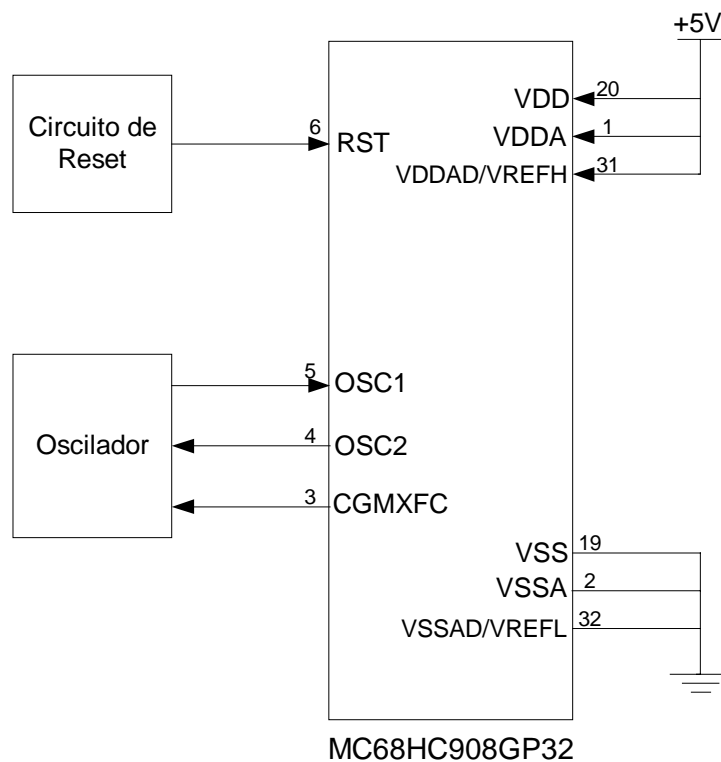 +5V
Circuito de
Reset
6
RST
VDD
20
VDDA
1
VDDAD/VREFH
31
Oscilador
5
OSC1
4
OSC2
3
CGMXFC
VSS
19
VSSA
2
VSSAD/VREFL
32
MC68HC908GP32